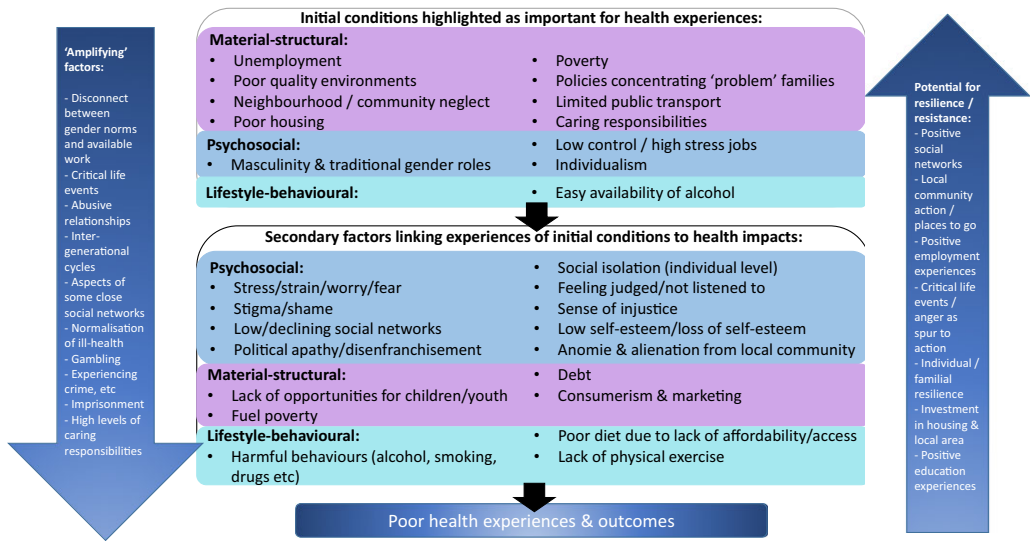 ‘Amplifying’
factors:
- Disconnect
between
gender norms
and available
work
- Critical life
events
- Abusive
relationships
- Inter-
generational
cycles
- Aspects of
some close
social networks
- Normalisation
of ill-health
- Gambling
- Experiencing
crime, etc
- Imprisonment
- High levels of
caring
responsibilities
Initial conditions highlighted as important for health experiences:
Material-structural:
• Unemployment
• Poor quality environments
• Neighbourhood / community neglect
• Poor housing
• Poverty
• Policies concentrating ‘problem’ families
• Limited public transport
• Caring responsibilities
Psychosocial:
• Masculinity & traditional gender roles
• Low control / high stress jobs
• Individualism
Lifestyle-behavioural:
• Easy availability of alcohol
Secondary factors linking experiences of initial conditions to health impacts:
Psychosocial:
• Stress/strain/worry/fear
• Stigma/shame
• Low/declining social networks
• Political apathy/disenfranchisement
• Social isolation (individual level)
• Feeling judged/not listened to
• Sense of injustice
• Low self-esteem/loss of self-esteem
• Anomie & alienation from local community
Material-structural:
• Lack of opportunities for children/youth
• Fuel poverty
• Debt
• Consumerism & marketing
Lifestyle-behavioural:
• Harmful behaviours (alcohol, smoking,
drugs etc)
• Poor diet due to lack of affordability/access
• Lack of physical exercise
Poor health experiences & outcomes
Potential for
resilience /
resistance:
- Positive
social
networks
- Local
community
action /
places to go
- Positive
employment
experiences
- Critical life
events /
anger as
spur to
action
- Individual /
familial
resilience
- Investment
in housing &
local area
- Positive
education
experiences